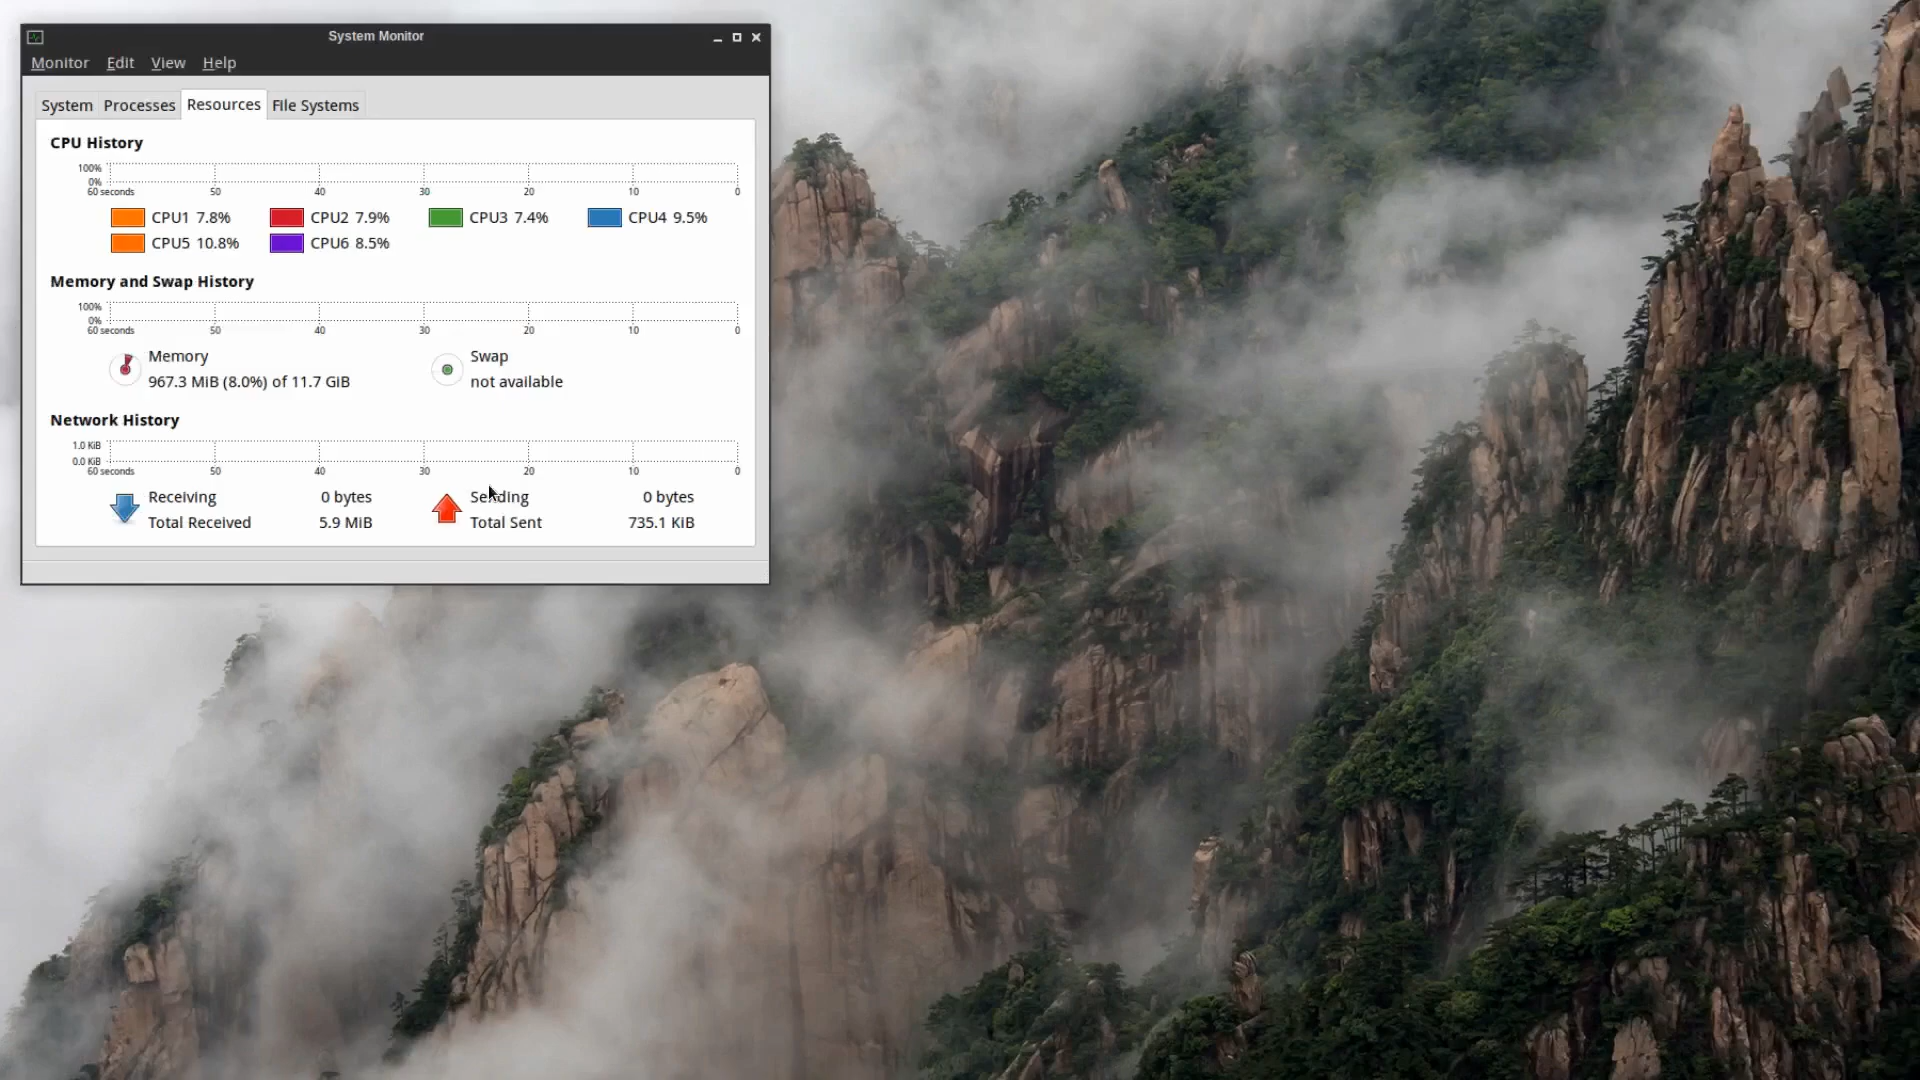 System Monitor
Monitor Edit View Help
System Processes Resources File Systems
CPU History
100%
0%
60 seconds 50 40 30 20 10 0
CPU1 7.8% CPU2 7.9% CPU3 7.4% CPU4 9.5%
CPU5 10.8% CPU6 8.5%
Memory and Swap History
100%
0%
60 seconds 50 40 30 20 10 0
Memory Swap
967.3 MiB (8.0%) of 11.7 GiB not available
Network History
1.0 KiB
0.0 KiB
60 seconds 50 40 30 20 10 0
Receiving 0 bytes Sending 0 bytes
Total Received 5.9 MiB Total Sent 735.1 KiB